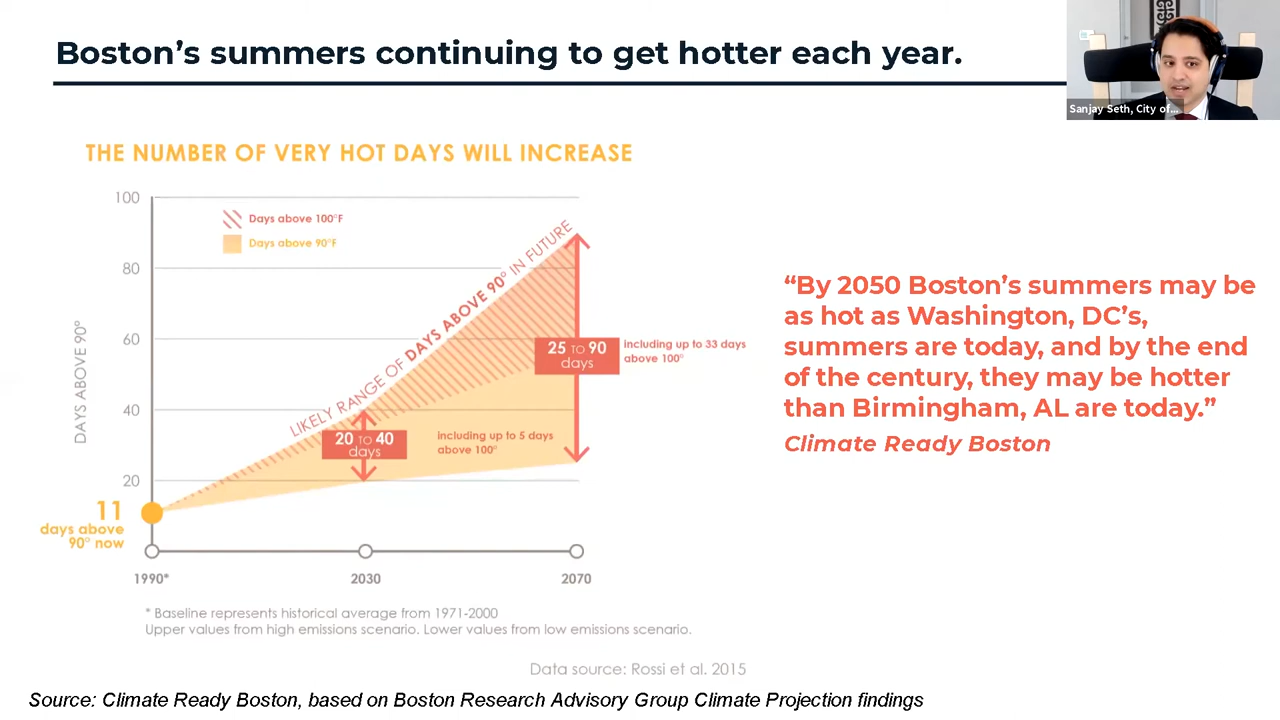 Boston’s summers continuing to get hotter each year.
Sanjay Seth, City of...
THE NUMBER OF VERY HOT DAYS WILL INCREASE
100
80
60
40
20
DAYS ABOVE 90°
Days above 100°F
Days above 90°F
LIKELY RANGE OF DAYS ABOVE 90° IN FUTURE
25 TO 90
days
including up to 33 days
above 100°
20 TO 40
days
including up to 5 days
above 100°
11
days above
90° now
1990*
2030
2070
* Baseline represents historical average from 1971-2000
Upper values from high emissions scenario. Lower values from low emissions scenario.
“By 2050 Boston’s summers may be
as hot as Washington, DC’s,
summers are today, and by the end
of the century, they may be hotter
than Birmingham, AL are today.”
Climate Ready Boston
Data source: Rossi et al. 2015
Source: Climate Ready Boston, based on Boston Research Advisory Group Climate Projection findings